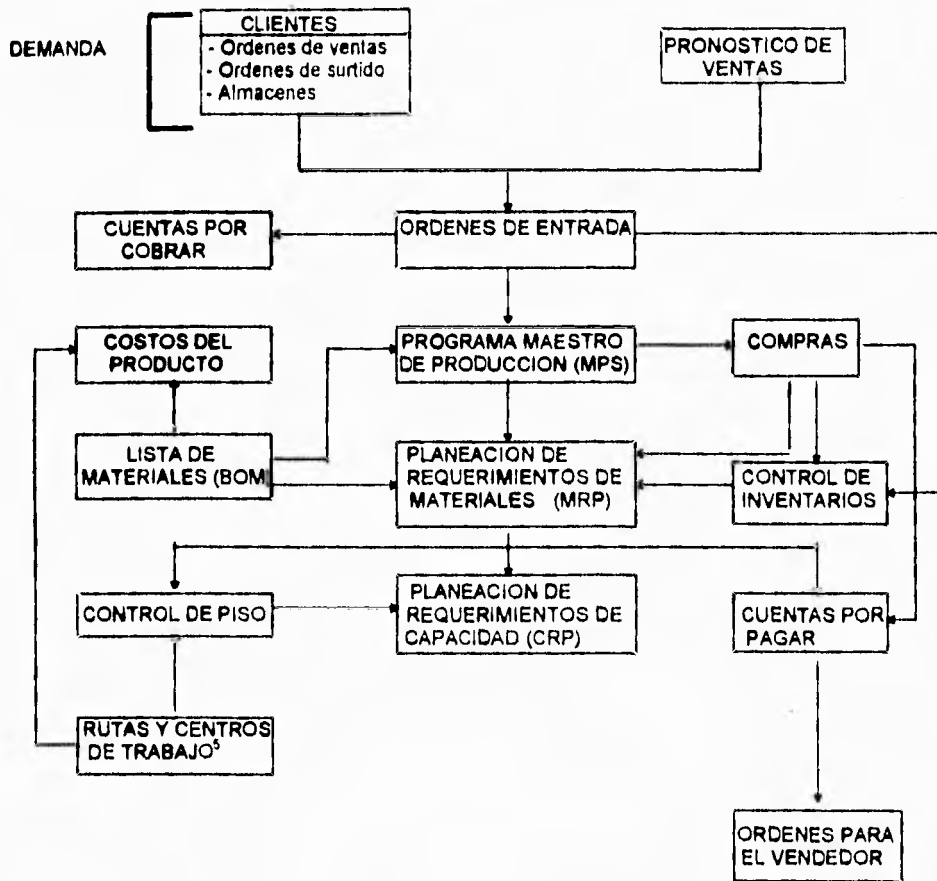 DEMANDA
CLIENTES
- Ordenes de ventas
- Ordenes de surtido
- Almacenes
PRONOSTICO DE
VENTAS
CUENTAS POR
COBRAR
ORDENES DE ENTRADA
COSTOS DEL
PRODUCTO
PROGRAMA MAESTRO
DE PRODUCCION (MPS)
COMPRAS
LISTA DE
MATERIALES (BOM)
PLANEACION DE
REQUERIMIENTOS DE
MATERIALES (MRP)
CONTROL DE
INVENTARIOS
CONTROL DE PISO
PLANEACION DE
REQUERIMIENTOS DE
CAPACIDAD (CRP)
CUENTAS POR
PAGAR
RUTAS Y CENTROS
DE TRABAJO⁵
ORDENES PARA
EL VENDEDOR